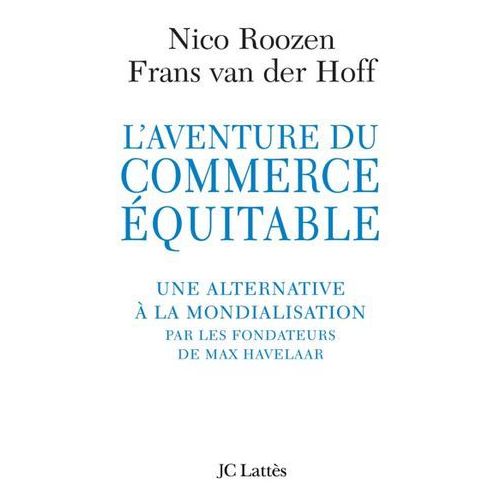 Nico Roozen
Frans van der Hoff
L'AVENTURE DU
COMMERCE
ÉQUITABLE
UNE ALTERNATIVE
À LA MONDIALISATION
PAR LES FONDATEURS
DE MAX HAVELAAR
JC Lattès